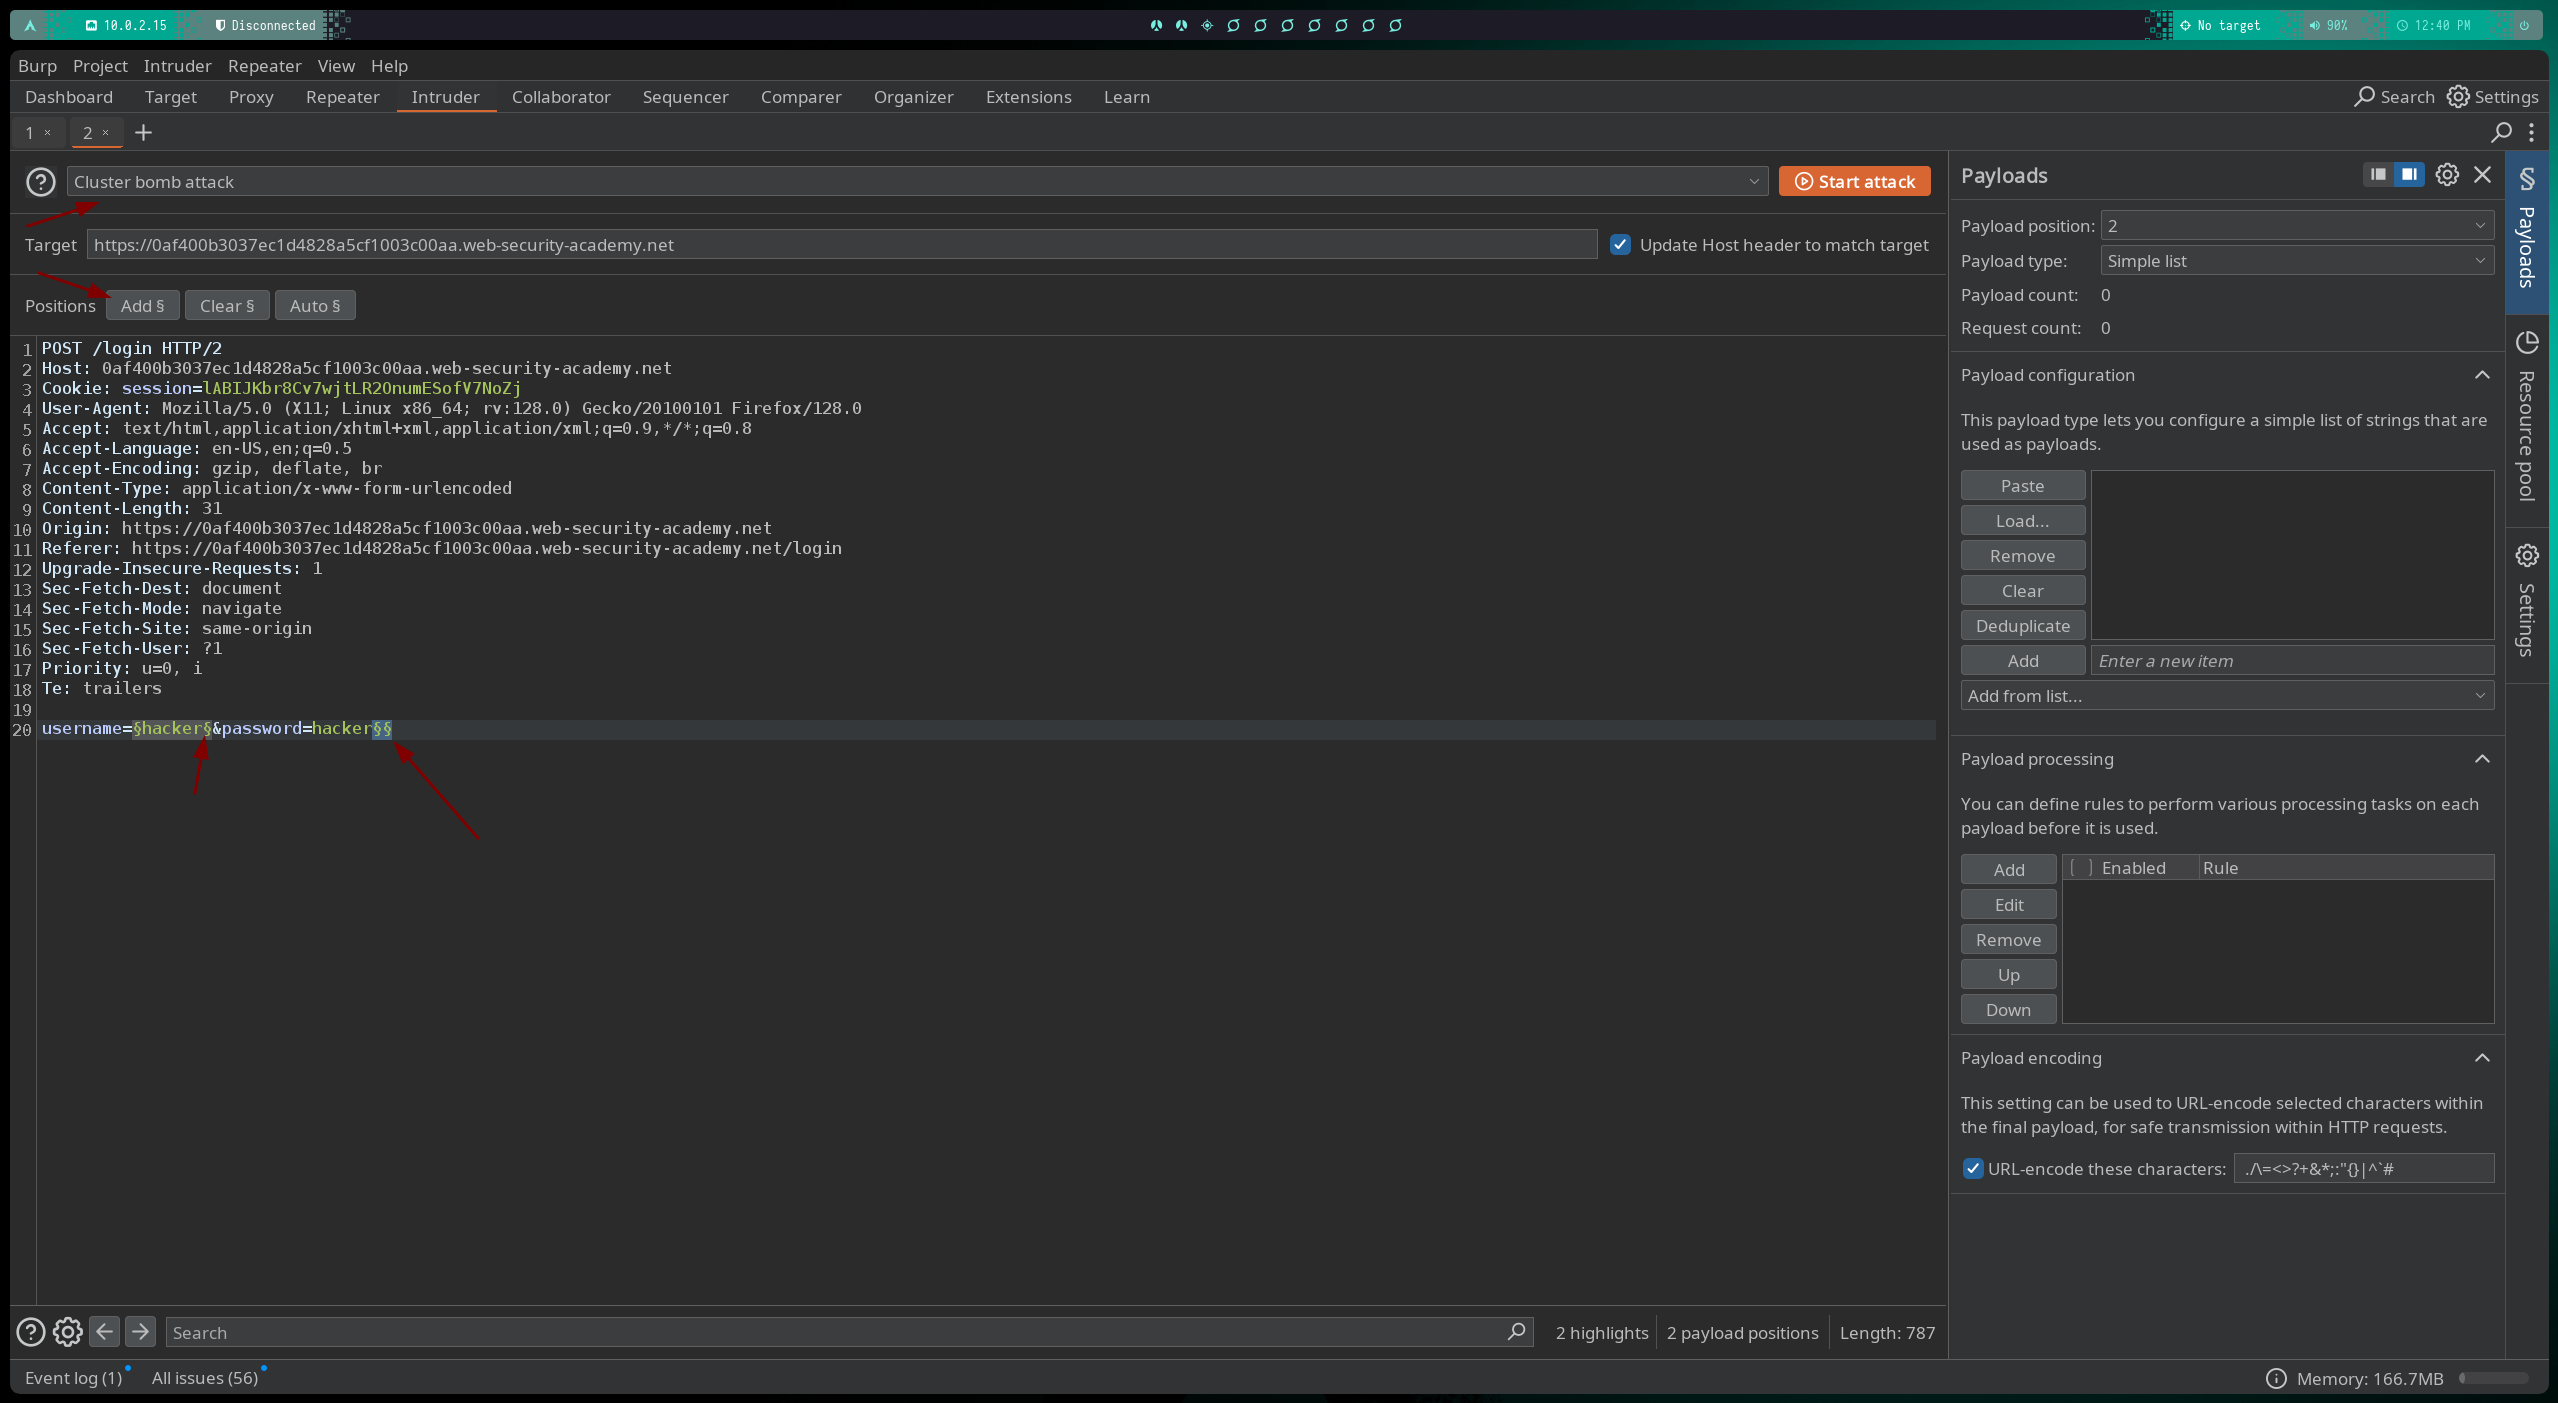 10.0.2.15 Disconnected No target 90% 12:40 PM
Burp Project Intruder Repeater View Help
Dashboard Target Proxy Repeater Intruder Collaborator Sequencer Comparer Organizer Extensions Learn Search Settings
1 × 2 × +
Cluster bomb attack Start attack
Target https://0af400b3037ec1d4828a5cf1003c00aa.web-security-academy.net Update Host header to match target
Positions Add § Clear § Auto §
1 POST /login HTTP/2
2 Host: 0af400b3037ec1d4828a5cf1003c00aa.web-security-academy.net
3 Cookie: session=lABIJKbr8Cv7wjtLR2OnumESofV7NoZj
4 User-Agent: Mozilla/5.0 (X11; Linux x86_64; rv:128.0) Gecko/20100101 Firefox/128.0
5 Accept: text/html,application/xhtml+xml,application/xml;q=0.9,*/*;q=0.8
6 Accept-Language: en-US,en;q=0.5
7 Accept-Encoding: gzip, deflate, br
8 Content-Type: application/x-www-form-urlencoded
9 Content-Length: 31
10 Origin: https://0af400b3037ec1d4828a5cf1003c00aa.web-security-academy.net
11 Referer: https://0af400b3037ec1d4828a5cf1003c00aa.web-security-academy.net/login
12 Upgrade-Insecure-Requests: 1
13 Sec-Fetch-Dest: document
14 Sec-Fetch-Mode: navigate
15 Sec-Fetch-Site: same-origin
16 Sec-Fetch-User: ?1
17 Priority: u=0, i
18 Te: trailers
19
20 username=§hacker§&password=hacker§§
Search 2 highlights 2 payload positions Length: 787
Payloads
Payload position: 2
Payload type: Simple list
Payload count: 0
Request count: 0
Payload configuration
This payload type lets you configure a simple list of strings that are
used as payloads.
Paste
Load...
Remove
Clear
Deduplicate
Add Enter a new item
Add from list...
Payload processing
You can define rules to perform various processing tasks on each
payload before it is used.
Add Enabled Rule
Edit
Remove
Up
Down
Payload encoding
This setting can be used to URL-encode selected characters within
the final payload, for safe transmission within HTTP requests.
URL-encode these characters: ./\=<>?+&*;:"{}|^`#
§ Payloads
Resource pool
Settings
Event log (1) All issues (56) Memory: 166.7MB